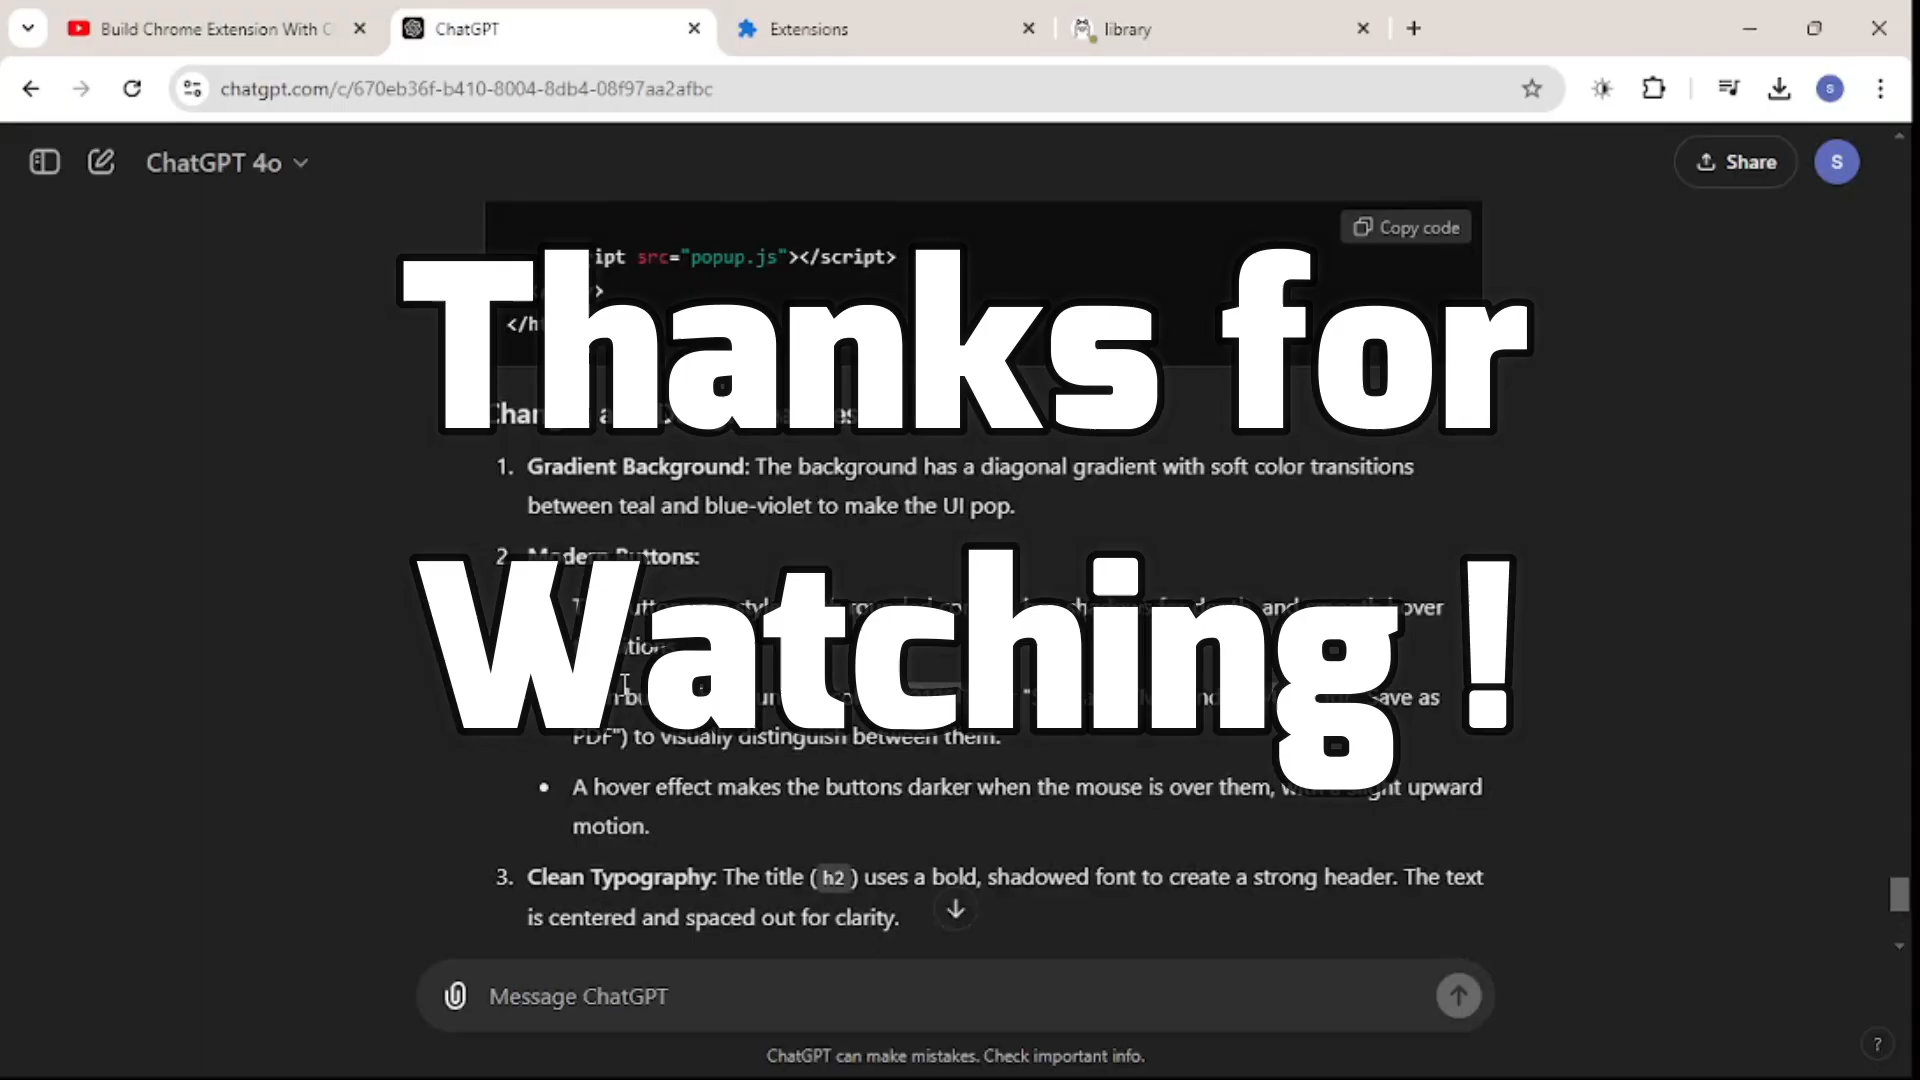 Build Chrome Extension With C
ChatGPT
Extensions
library
chatgpt.com/c/670eb36f-b410-8004-8db4-08f97aa2afbc
S
ChatGPT 4o
Share
S
Copy code
ipt src="popup.js"></script>
>
</h
Thanks for
1. Gradient Background: The background has a diagonal gradient with soft color transitions
between teal and blue-violet to make the UI pop.
2. Modern Buttons:
Watching !
hover
ave as
PDF") to visually distinguish between them.
• A hover effect makes the buttons darker when the mouse is over them, with a slight upward
motion.
3. Clean Typography: The title ( h2 ) uses a bold, shadowed font to create a strong header. The text
is centered and spaced out for clarity.
Message ChatGPT
ChatGPT can make mistakes. Check important info.
?